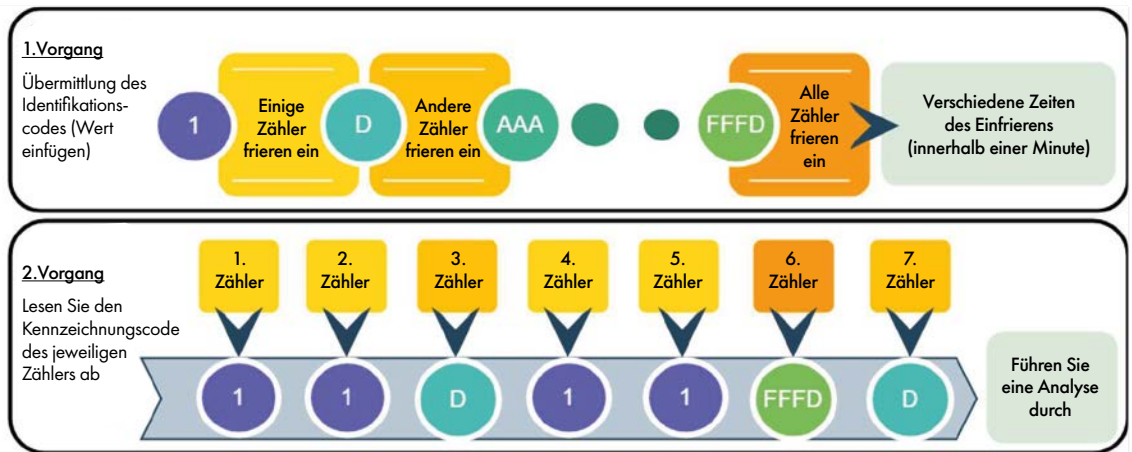 1.Vorgang
Übermittlung des
Identifikations-
codes (Wert
einfügen)
1
Einige
Zähler
frieren ein
D
Andere
Zähler
frieren ein
AAA
FFFD
Alle
Zähler
frieren
ein
Verschiedene Zeiten
des Einfrierens
(innerhalb einer Minute)
2.Vorgang
Lesen Sie den
Kennzeichnungscode
des jeweiligen
Zählers ab
1.
Zähler
2.
Zähler
3.
Zähler
4.
Zähler
5.
Zähler
6.
Zähler
7.
Zähler
1
1
D
1
1
FFFD
D
Führen Sie
eine Analyse
durch